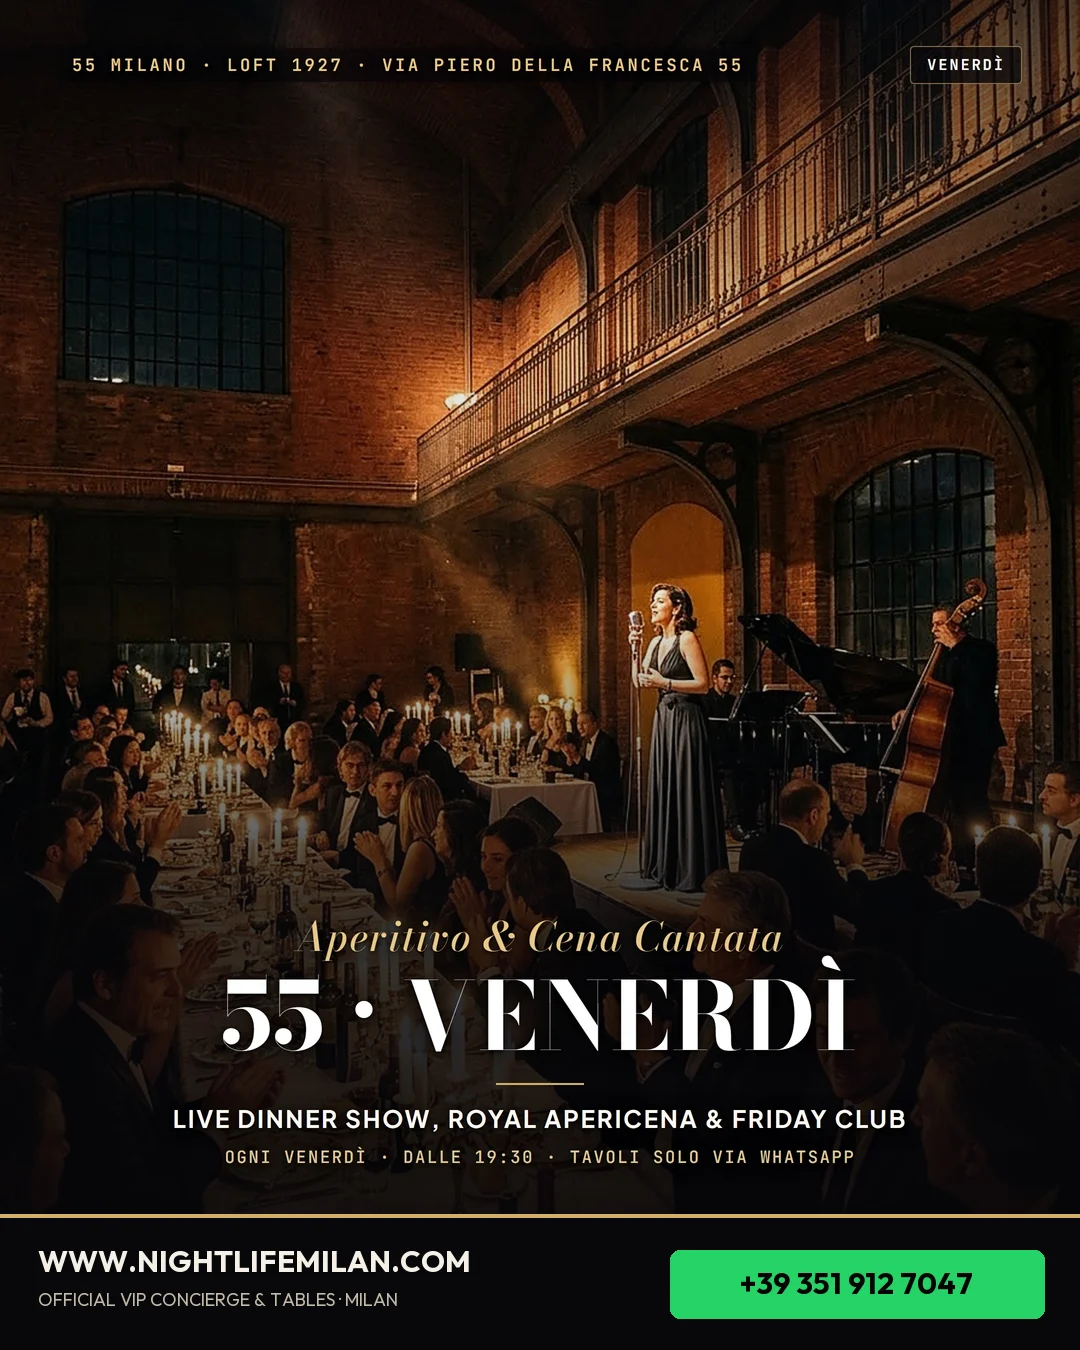 55 MILANO · LOFT 1927 · VIA PIERO DELLA FRANCESCA 55
VENERDÌ
Aperitivo & Cena Cantata
55 · VENERDÌ
LIVE DINNER SHOW, ROYAL APERICENA & FRIDAY CLUB
OGNI VENERDÌ · DALLE 19:30 · TAVOLI SOLO VIA WHATSAPP
WWW.NIGHTLIFEMILAN.COM
+39 351 912 7047
OFFICIAL VIP CONCIERGE & TABLES · MILAN